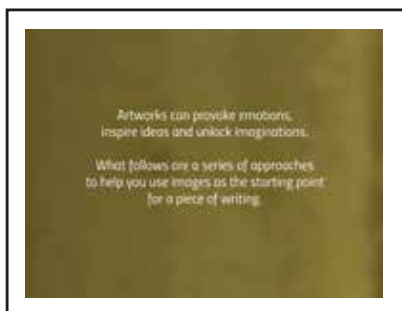 Artworks can provoke emotions,
inspire ideas and unlock imaginations.
What follows are a series of approaches
to help you use images as the starting point
for a piece of writing.